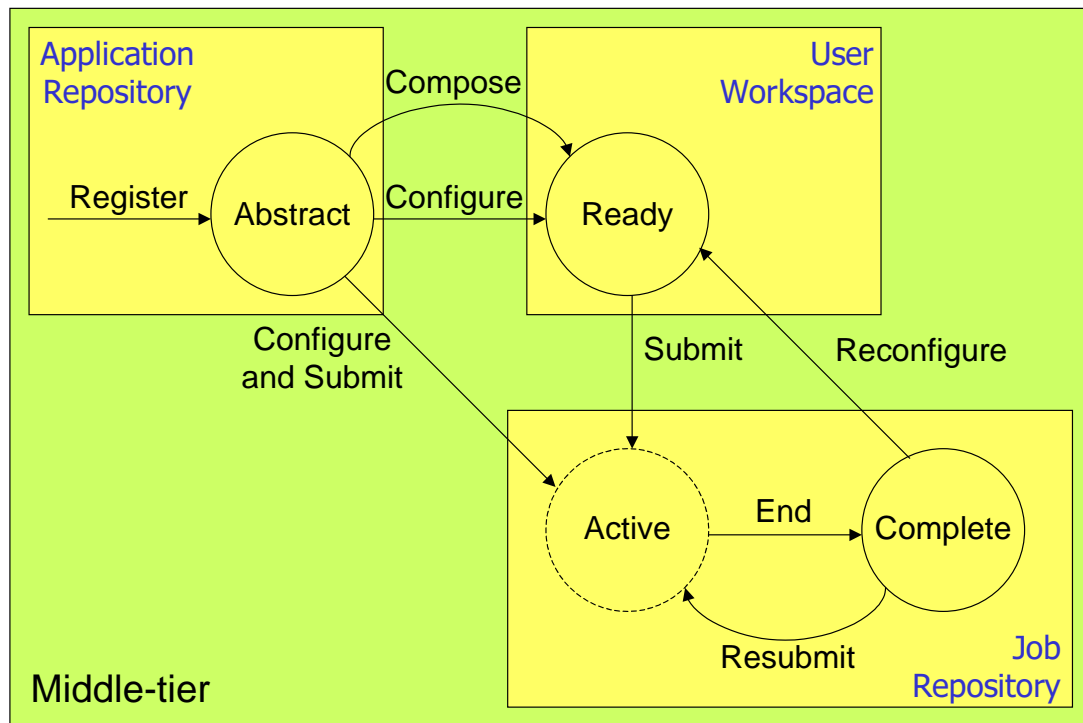 Application
Repository
User
Workspace
Compose
Register
Abstract
Configure
Ready
Configure
and Submit
Submit
Reconfigure
Active
End
Complete
Resubmit
Job
Repository
Middle-tier